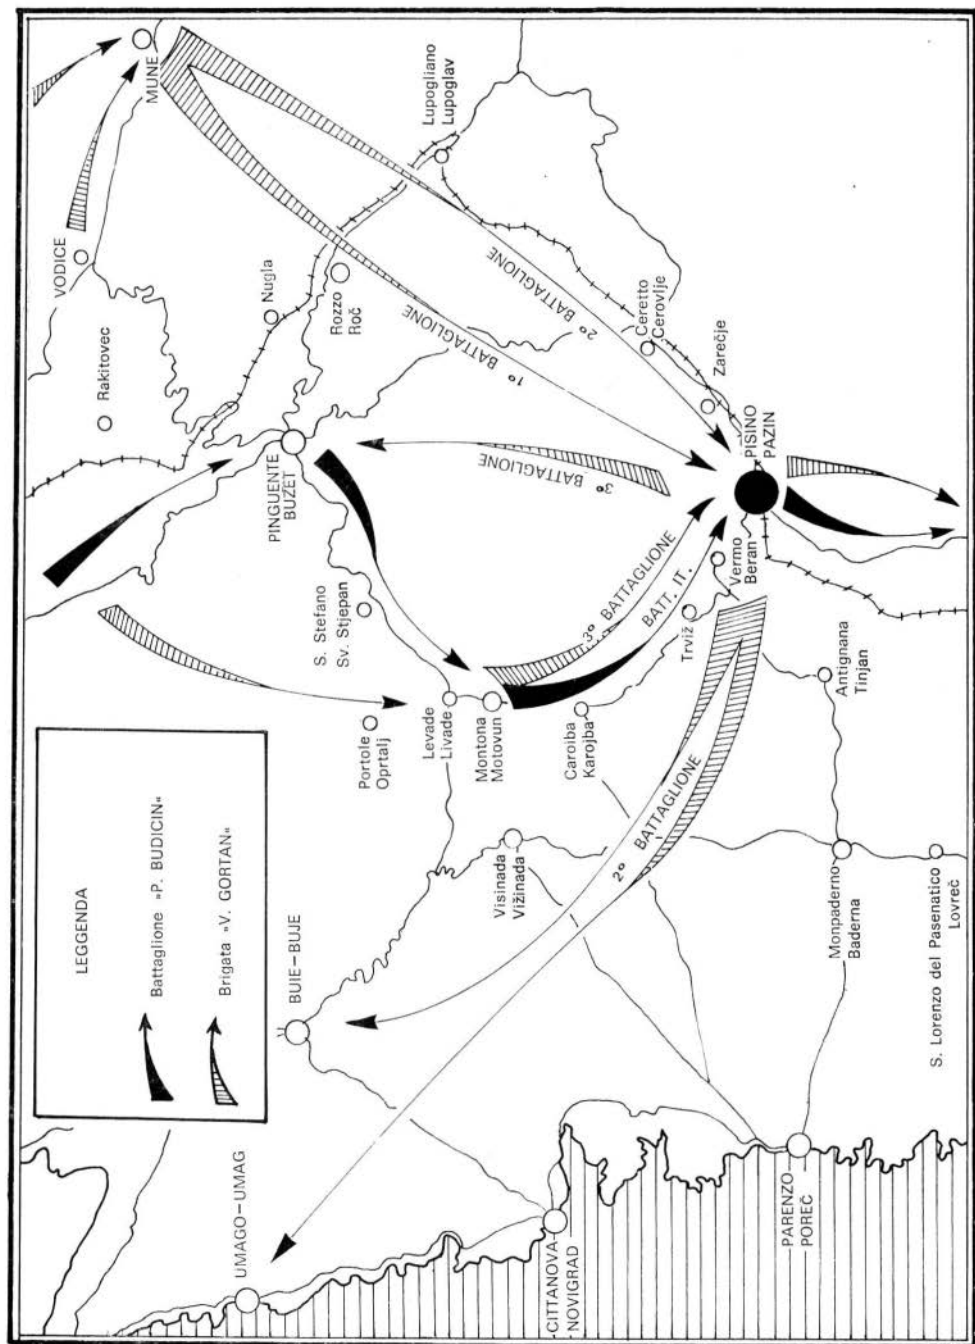 LEGGENDA
Battaglione »P. BUDICIN«
Brigata »V. GORTAN«
UMAGO–UMAG
BUIE–BUJE
CITTANOVA
NOVIGRAD
PARENZO
POREČ
Visinada
Vižinada
Monpaderno
Baderna
S. Lorenzo del Pasenatico
Lovreč
Portole
Oprtalj
Levade
Livade
Montona
Motovun
Caroiba
Karojba
S. Stefano
Sv. Stjepan
Antignana
Tinjan
Trviž
Vermo
Beran
2° BATTAGLIONE
3° BATTAGLIONE
BATT. IT.
PINGUENTE
BUZET
3° BATTAGLIONE
PISINO
PAZIN
Rakitovec
VODICE
Nugla
Rozzo
Roč
1° BATTAGLIONE
2° BATTAGLIONE
Zarečje
Ceretto
Cerovlje
Lupogliano
Lupoglav
MUNE